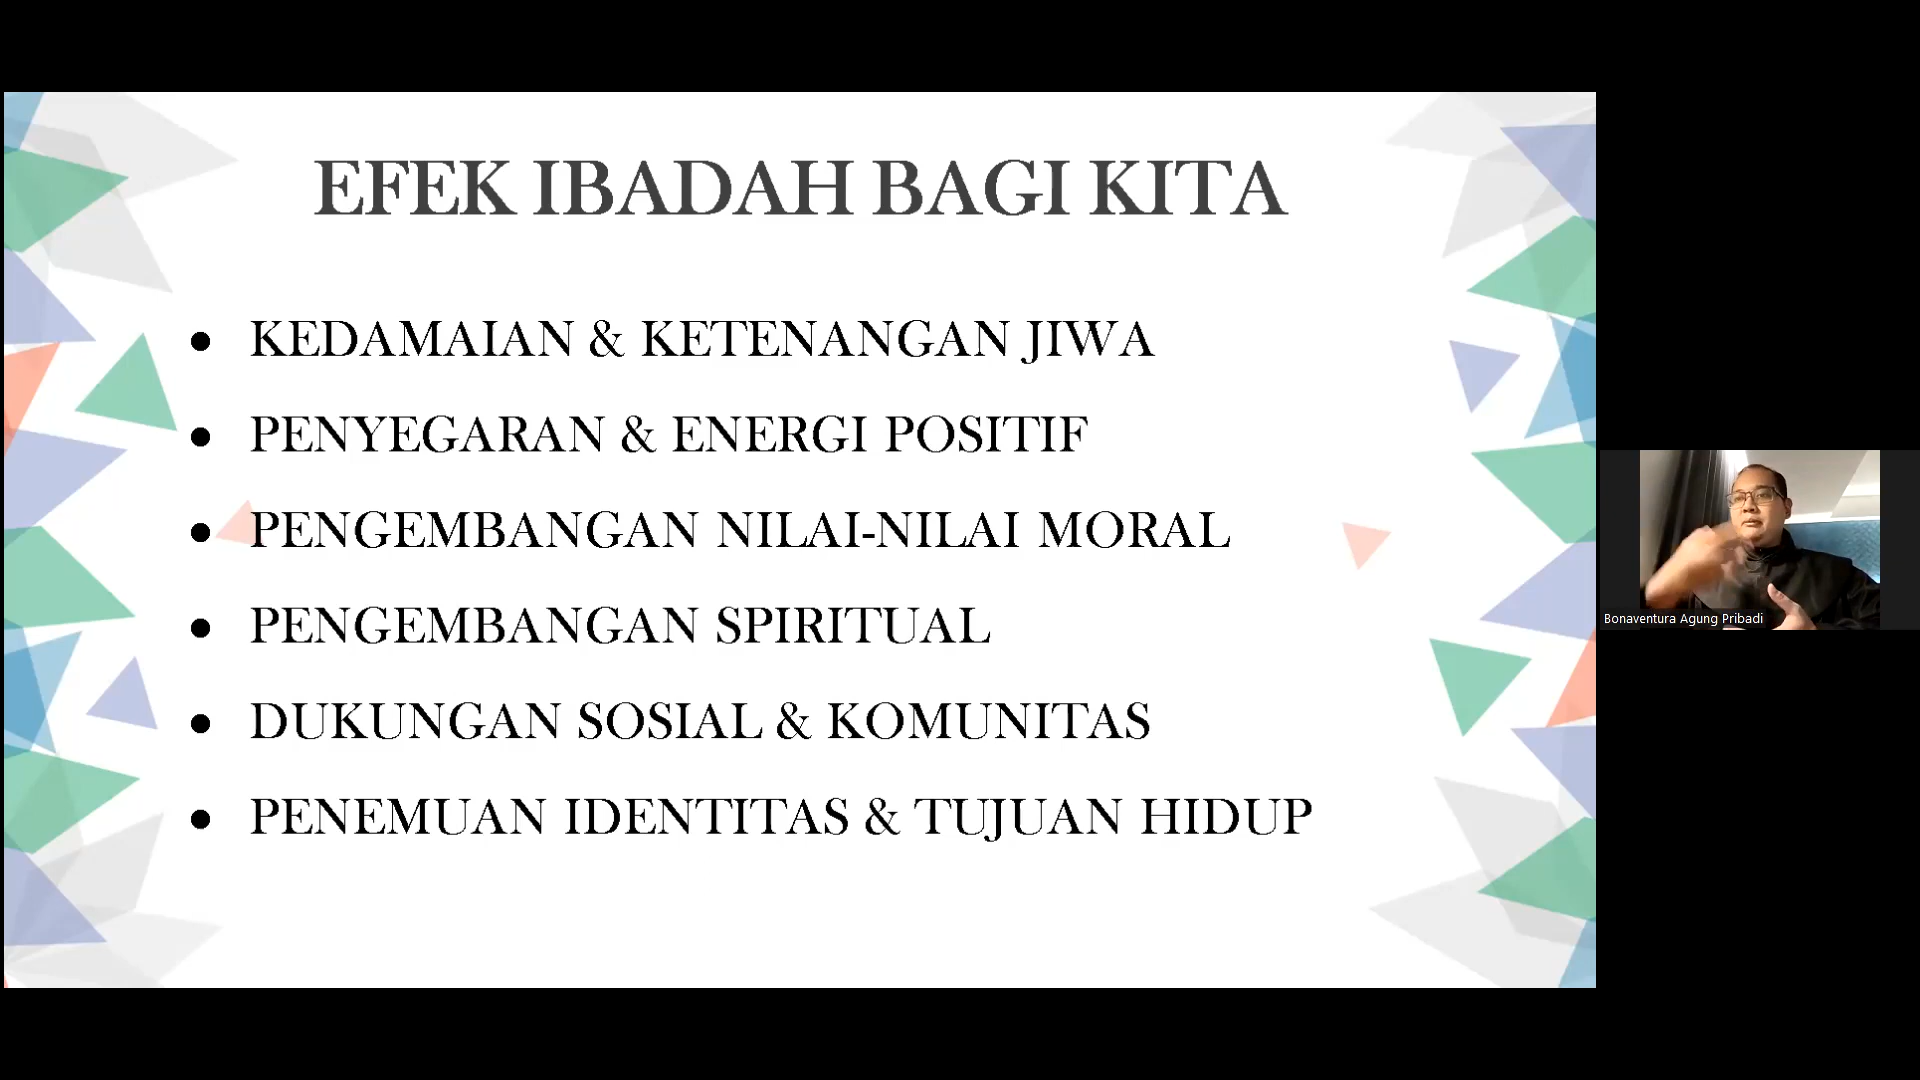 EFEK IBADAH BAGI KITA
• KEDAMAIAN & KETENANGAN JIWA
• PENYEGARAN & ENERGI POSITIF
• PENGEMBANGAN NILAI-NILAI MORAL
• PENGEMBANGAN SPIRITUAL
• DUKUNGAN SOSIAL & KOMUNITAS
• PENEMUAN IDENTITAS & TUJUAN HIDUP
Bonaventura Agung Pribadi